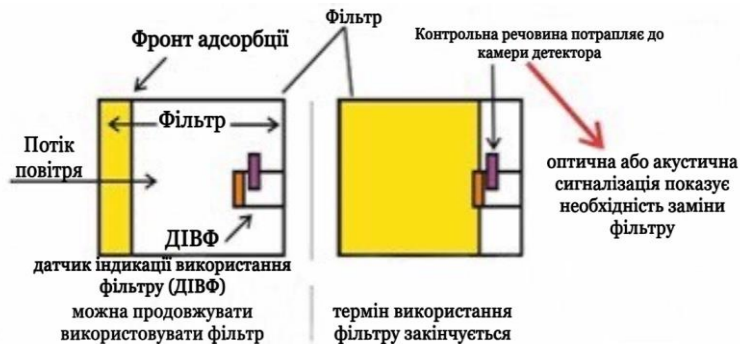 Фільтр
Фронт адсорбції
Контрольна речовина потрапляє до
камери детектора
Фільтр
Потік
повітря
оптична або акустична
сигналізація показує
необхідність заміни
фільтру
ДІВФ
датчик індикації використання
фільтру (ДІВФ)
можна продовжувати
використовувати фільтр
термін використання
фільтру закінчується